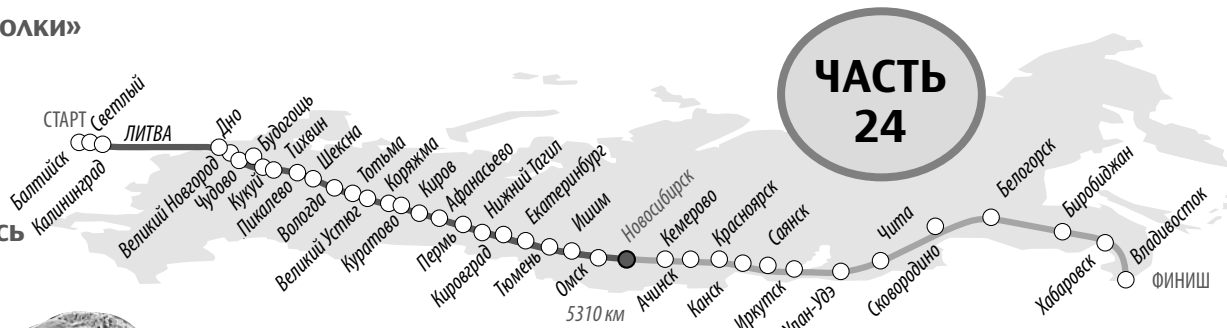 олки»
ЧАСТЬ
24
СТАРТ
Балтийск
Светлый
Калининград
ЛИТВА
Дно
Великий Новгород
Чудово
Будогощь
Кукуй
Тихвин
Пикалево
Шексна
Вологда
Тотьма
Великий Устюг
Коряжма
Куратово
Киров
Афанасьево
Пермь
Нижний Тагил
Кировград
Екатеринбург
Тюмень
Ишим
Омск
Новосибирск
5310 км
Кемерово
Ачинск
Красноярск
Канск
Саянск
Иркутск
Улан-Удэ
Чита
Сковородино
Белогорск
Биробиджан
Хабаровск
Владивосток
ФИНИШ
сь